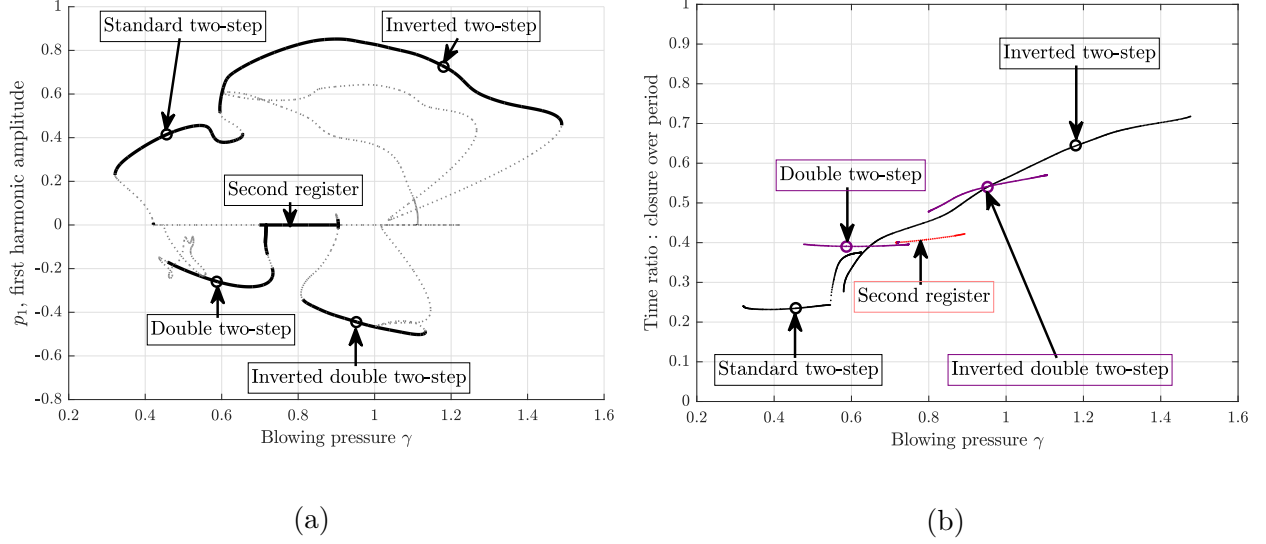 1
0.8
0.6
0.4
0.2
0
-0.2
-0.4
-0.6
-0.8
p1, first harmonic amplitude
Standard two-step
Inverted two-step
Second register
Double two-step
Inverted double two-step
0.2 0.4 0.6 0.8 1 1.2 1.4 1.6
Blowing pressure γ
(a)
1
0.9
0.8
0.7
0.6
0.5
0.4
0.3
0.2
0.1
0
Time ratio : closure over period
Inverted two-step
Double two-step
Second register
Standard two-step
Inverted double two-step
0.2 0.4 0.6 0.8 1 1.2 1.4 1.6
Blowing pressure γ
(b)